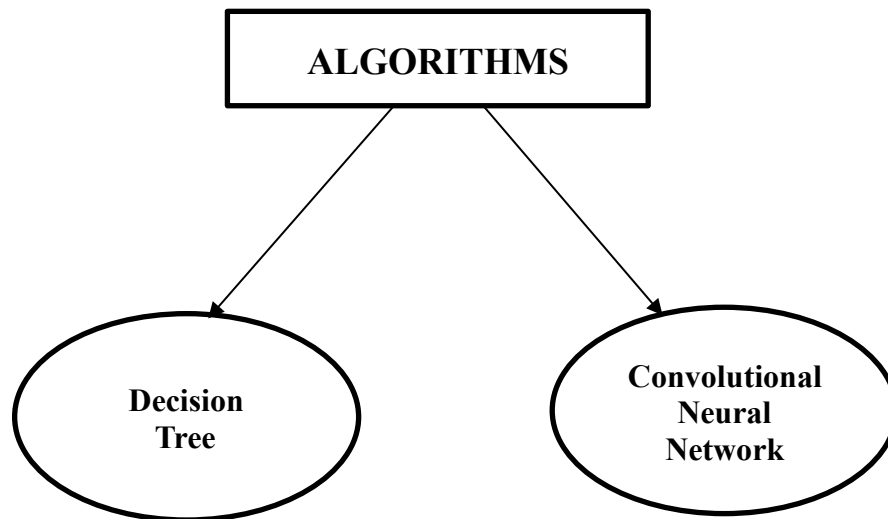 ALGORITHMS
Decision
Tree
Convolutional
Neural
Network